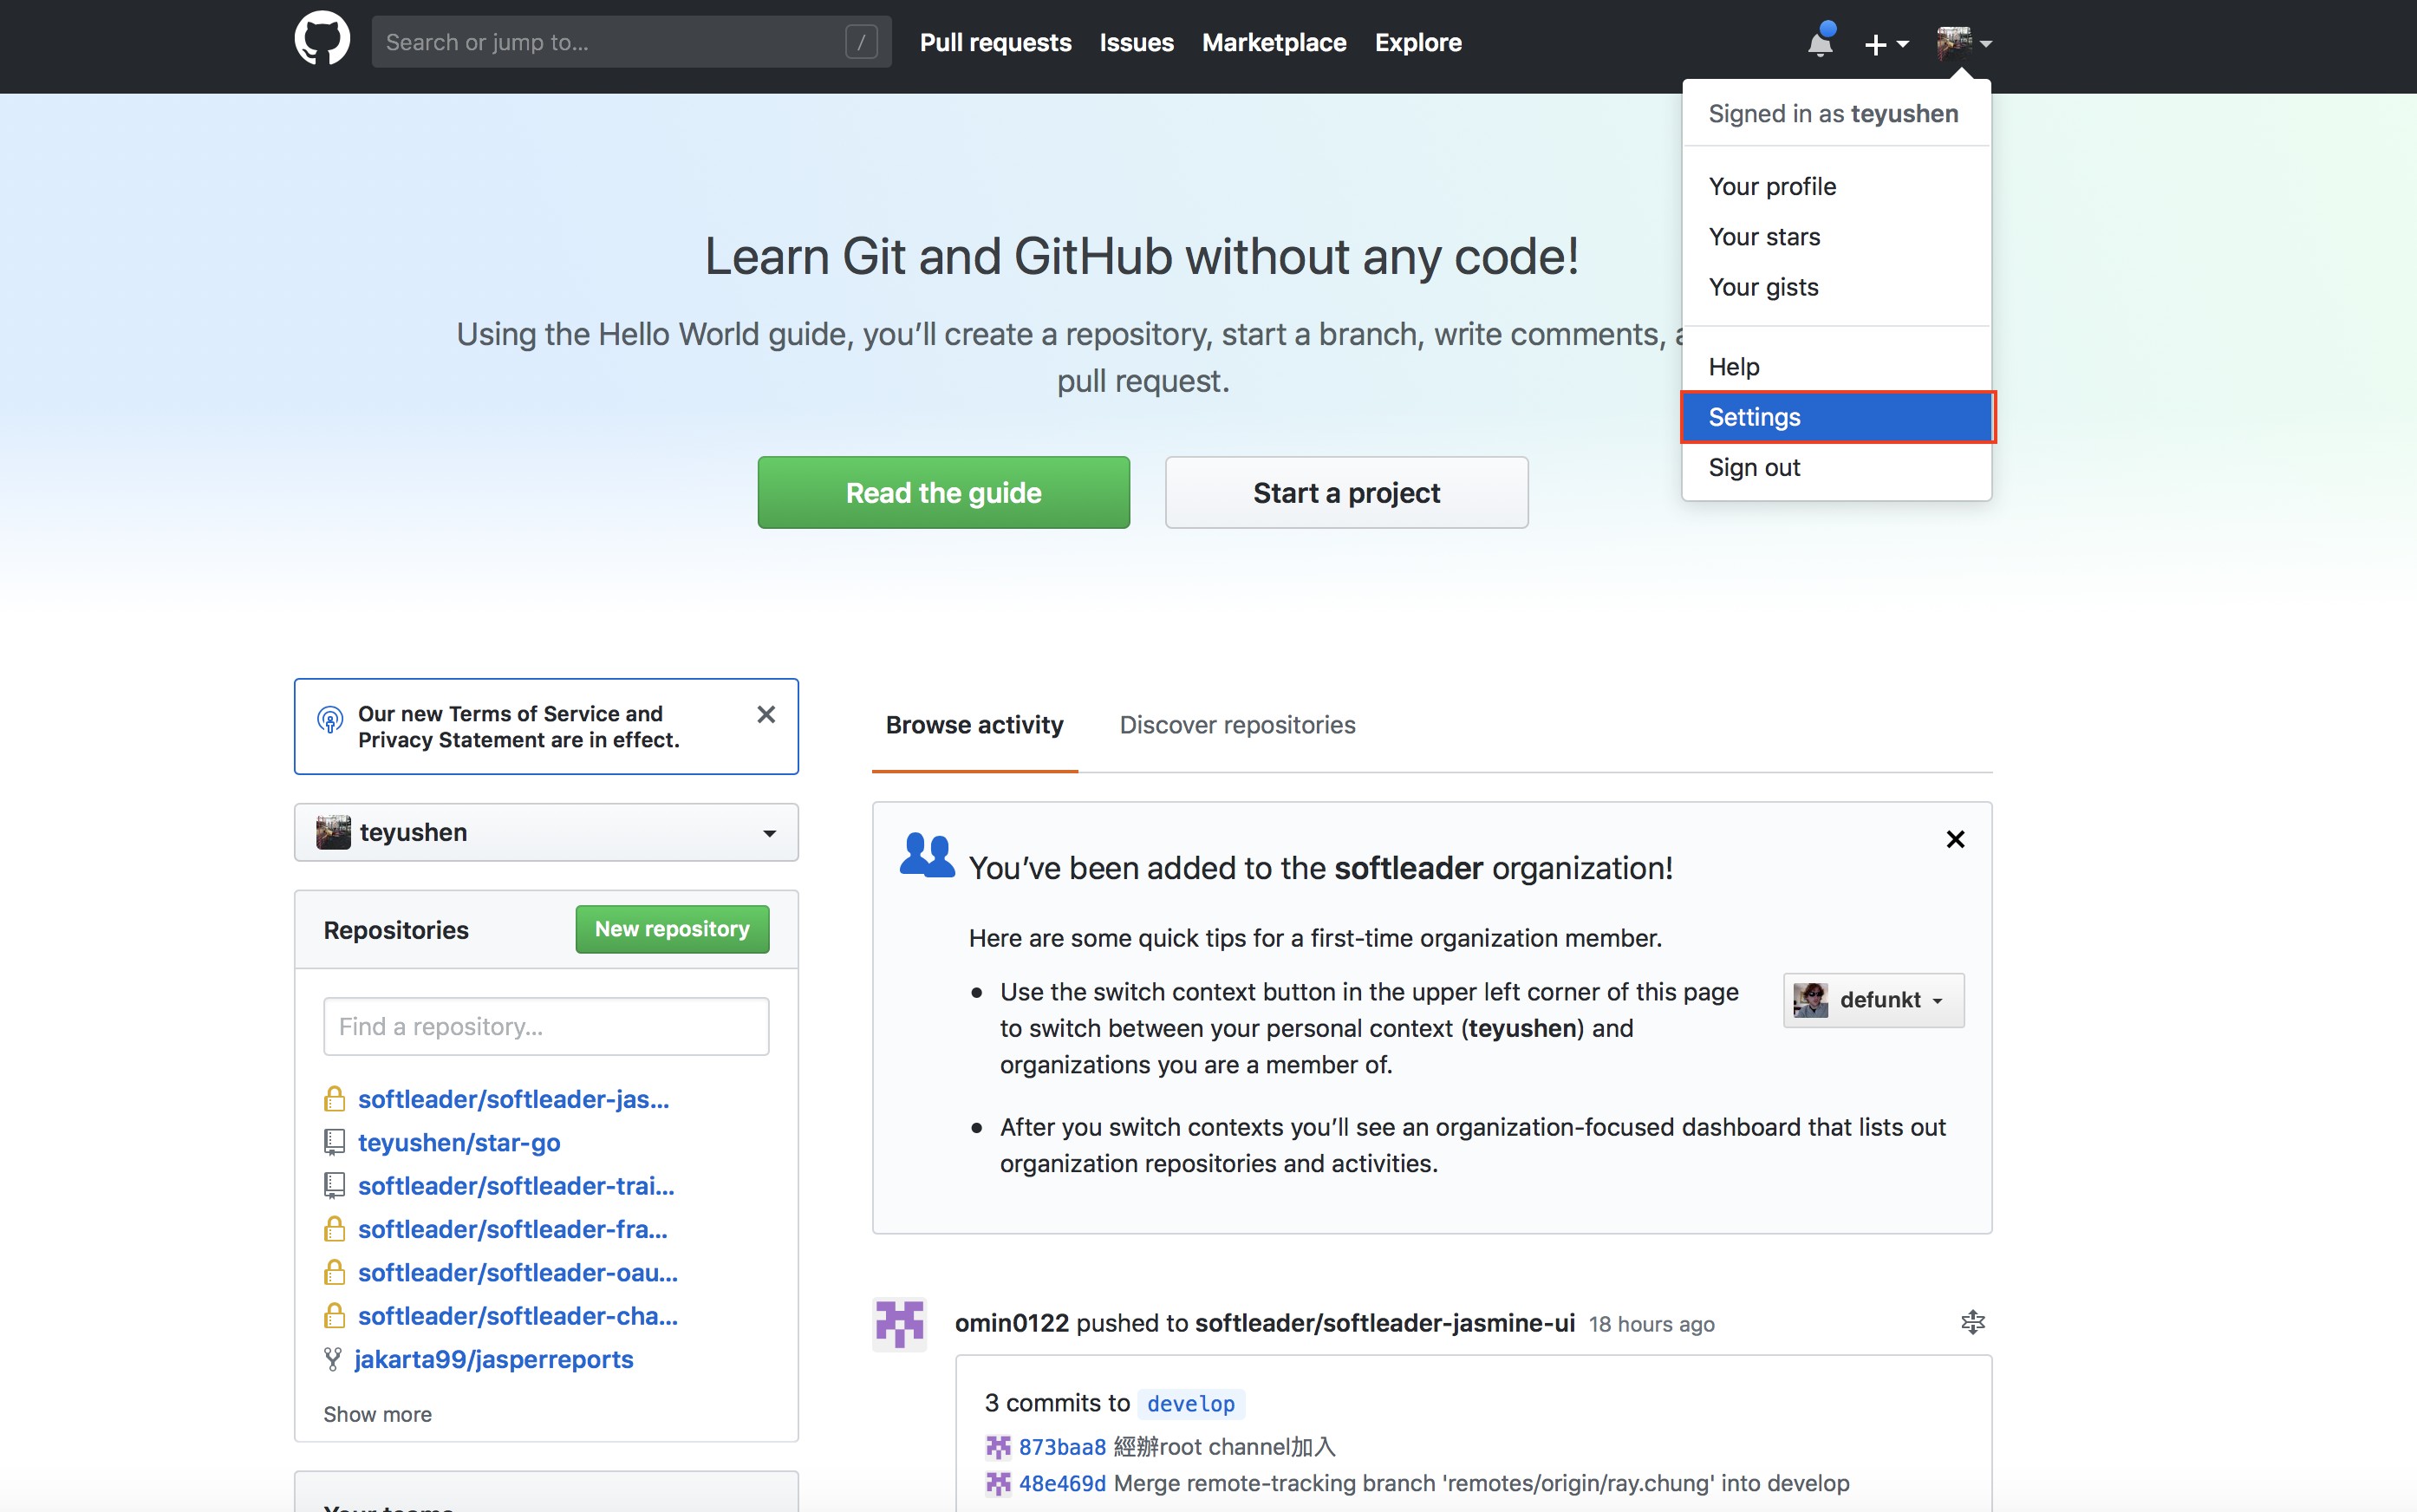 Search or jump to... /
Pull requests Issues Marketplace Explore
Signed in as teyushen
Your profile
Your stars
Your gists
Help
Settings
Sign out
Learn Git and GitHub without any code!
Using the Hello World guide, you’ll create a repository, start a branch, write comments,
pull request.
Read the guide
Start a project
Our new Terms of Service and
Privacy Statement are in effect.
teyushen
Repositories
New repository
Find a repository...
softleader/softleader-jas...
teyushen/star-go
softleader/softleader-trai...
softleader/softleader-fra...
softleader/softleader-oau...
softleader/softleader-cha...
jakarta99/jasperreports
Show more
Browse activity Discover repositories
You’ve been added to the softleader organization!
Here are some quick tips for a first-time organization member.
Use the switch context button in the upper left corner of this page
to switch between your personal context (teyushen) and
organizations you are a member of.
defunkt
After you switch contexts you’ll see an organization-focused dashboard that lists out
organization repositories and activities.
omin0122 pushed to softleader/softleader-jasmine-ui 18 hours ago
3 commits to develop
873baa8 經辦root channel加入
48e469d Merge remote-tracking branch 'remotes/origin/ray.chung' into develop